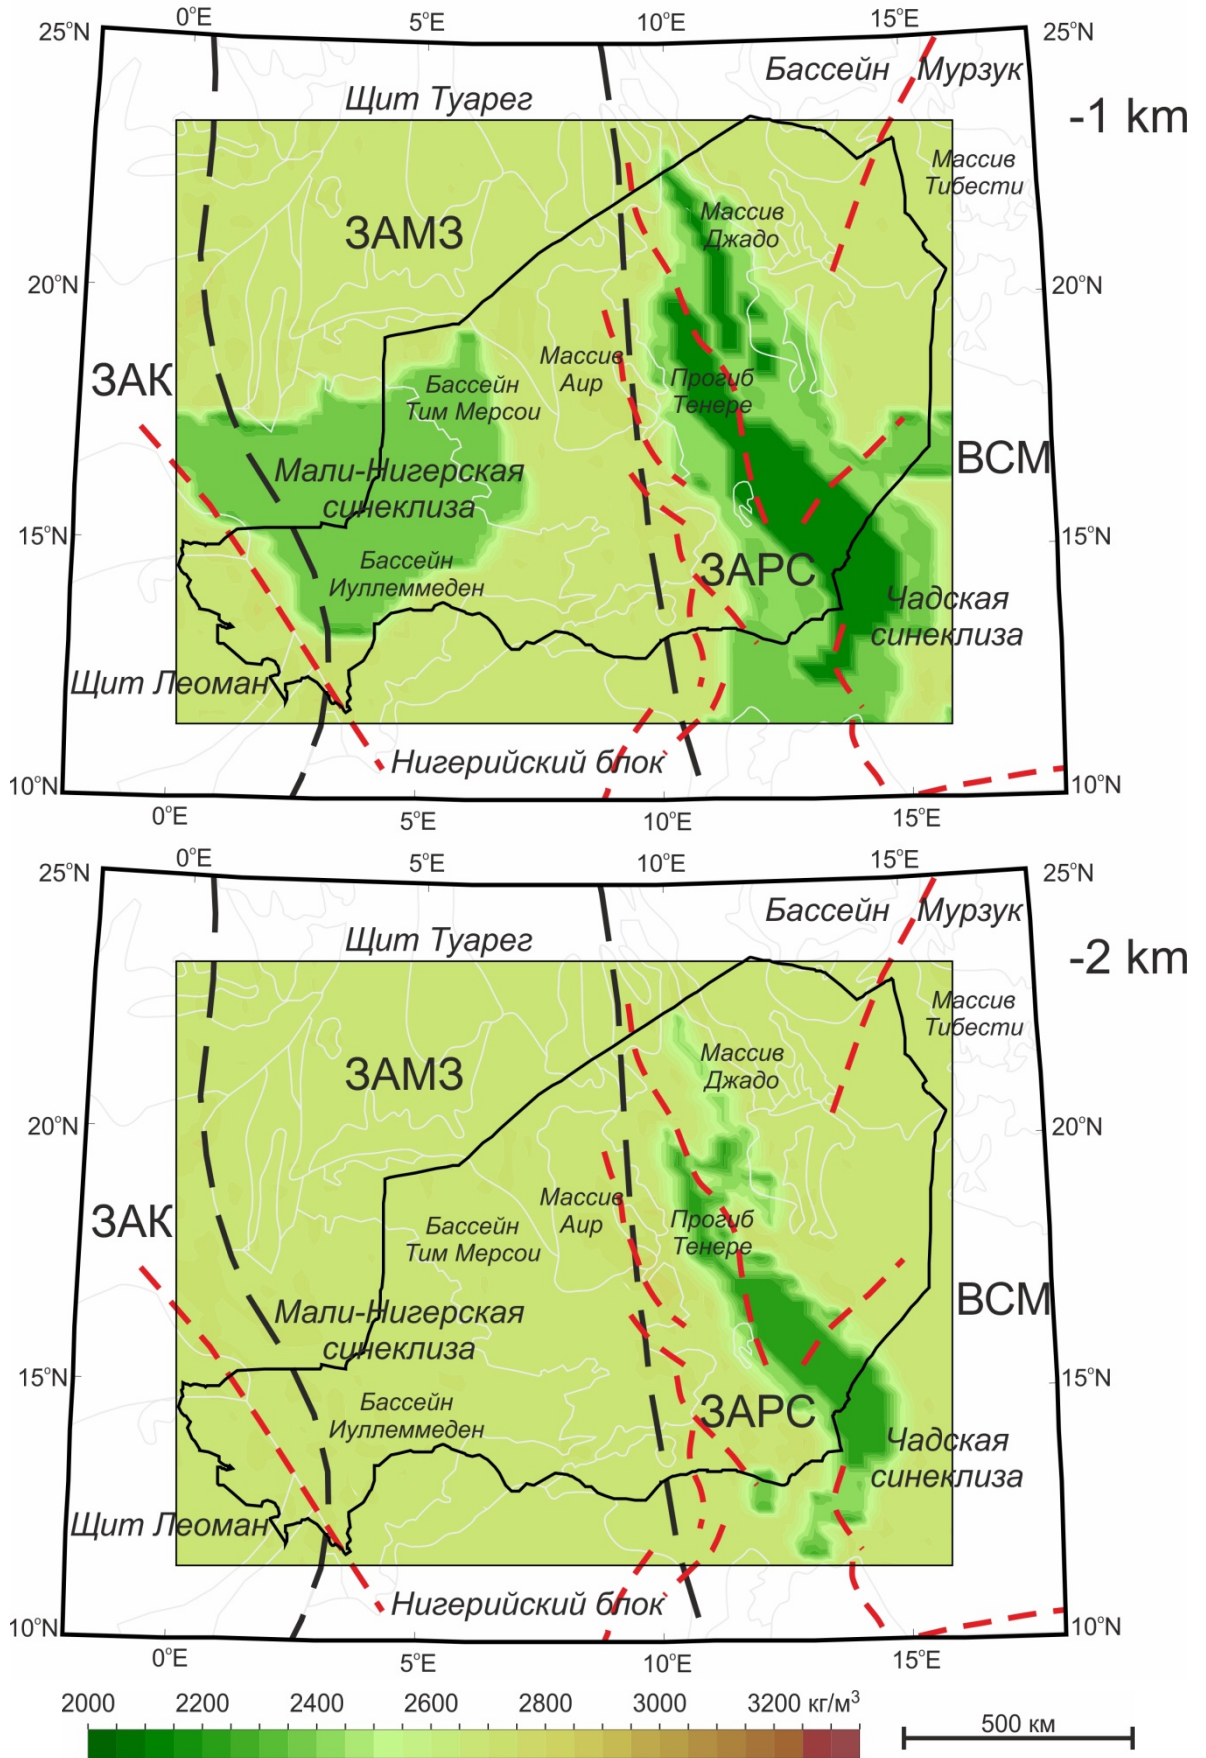 0°E 5°E 10°E 15°E
25°N 25°N
Бассейн Мурзук
Щит Туарег
-1 km
Массив
Тибести
Массив
Джадо
ЗАМЗ
20°N 20°N
Массив
Аир
ЗАК
Бассейн
Тим Мерсои
Прогиб
Тенере
Мали-Нигерская
синеклиза
ВСМ
15°N 15°N
Бассейн
Иуллеммеден
ЗАРС
Чадская
синеклиза
Щит Леоман
Нигерийский блок
10°N 10°N
0°E 5°E 10°E 15°E
0°E 5°E 10°E 15°E
25°N 25°N
Бассейн Мурзук
Щит Туарег
-2 km
Массив
Тибести
Массив
Джадо
ЗАМЗ
20°N 20°N
Массив
Аир
ЗАК
Бассейн
Тим Мерсои
Прогиб
Тенере
Мали-Нигерская
синеклиза
ВСМ
15°N 15°N
Бассейн
Иуллеммеден
ЗАРС
Чадская
синеклиза
Щит Леоман
Нигерийский блок
10°N 10°N
0°E 5°E 10°E 15°E
2000 2200 2400 2600 2800 3000 3200 кг/м³
500 км